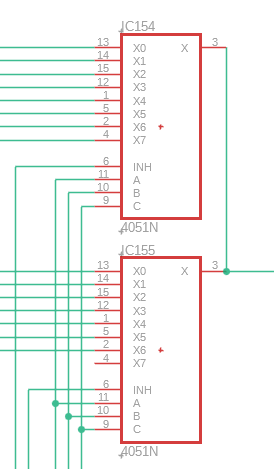 IC154
13 X0 X 3
14 X1
15 X2
12 X3
1 X4
5 X5
2 X6
4 X7
6 INH
11 A
10 B
9 C
4051N
IC155
13 X0 X 3
14 X1
15 X2
12 X3
1 X4
5 X5
2 X6
4 X7
6 INH
11 A
10 B
9 C
4051N